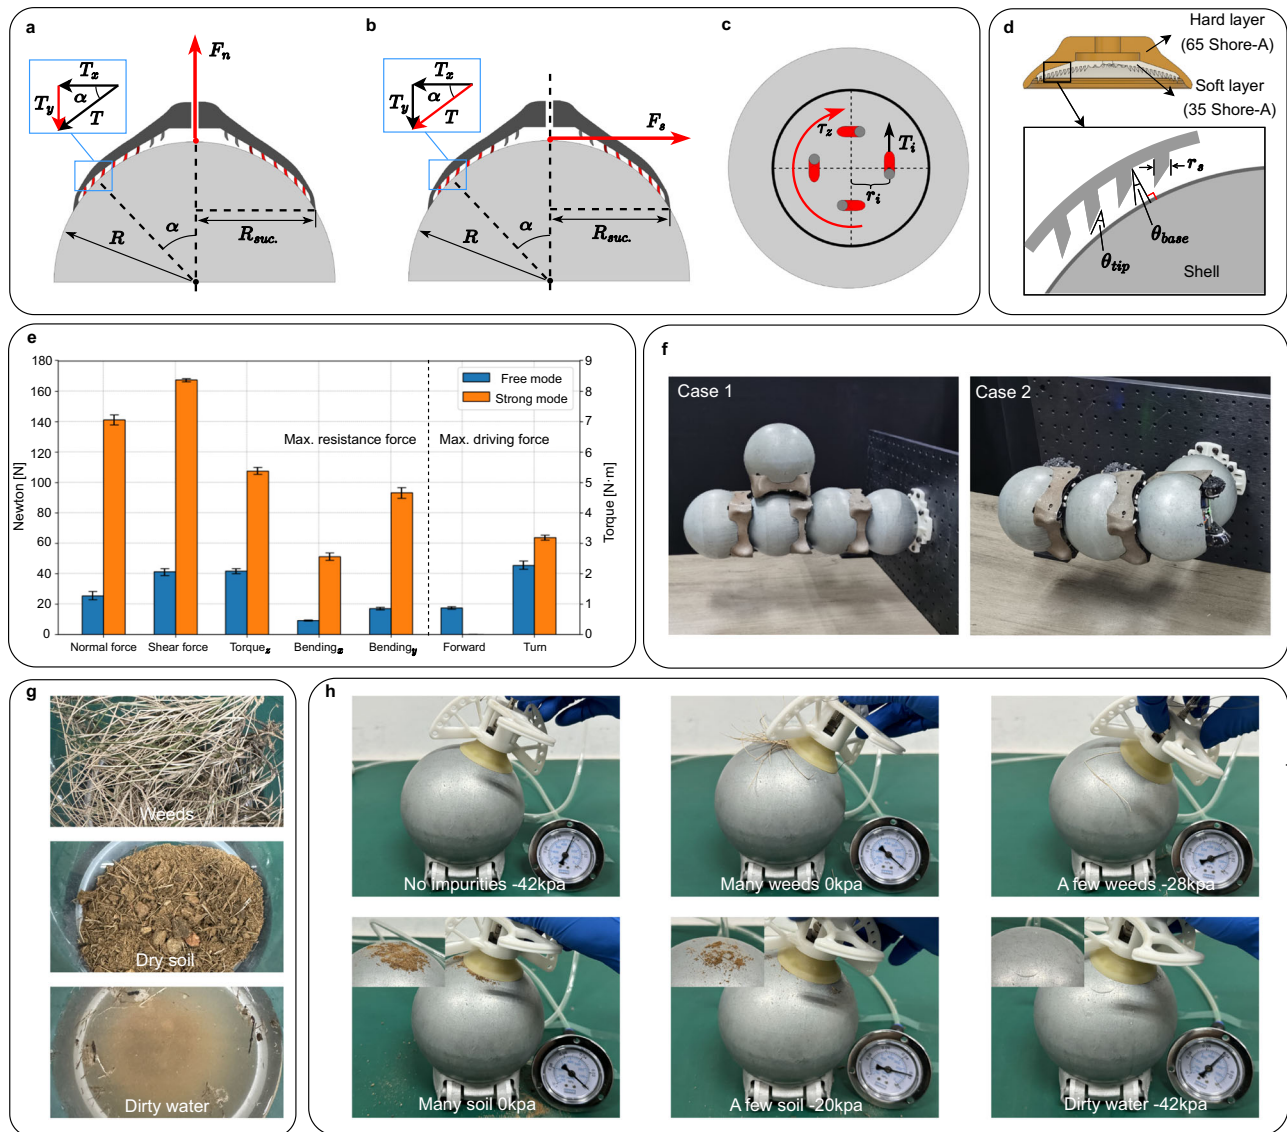 a
F_n
T_x
α
T_y
T
R
α
R_suc.
b
T_x
α
T_y
T
F_s
R
α
R_suc.
c
τ_z
T_i
r_i
d
Hard layer
(65 Shore-A)
Soft layer
(35 Shore-A)
r_s
θ_base
θ_tip
Shell
e
Newton [N]
180
160
140
120
100
80
60
40
20
0
Free mode
Strong mode
Max. resistance force
Max. driving force
9
8
7
6
5
4
3
2
1
0
Torque [N·m]
Normal force
Shear force
Torque_z
Bending_x
Bending_y
Forward
Turn
f
Case 1
Case 2
g
Weeds
Dry soil
Dirty water
h
No impurities -42kpa
Many weeds 0kpa
A few weeds -28kpa
Many soil 0kpa
A few soil -20kpa
Dirty water -42kpa